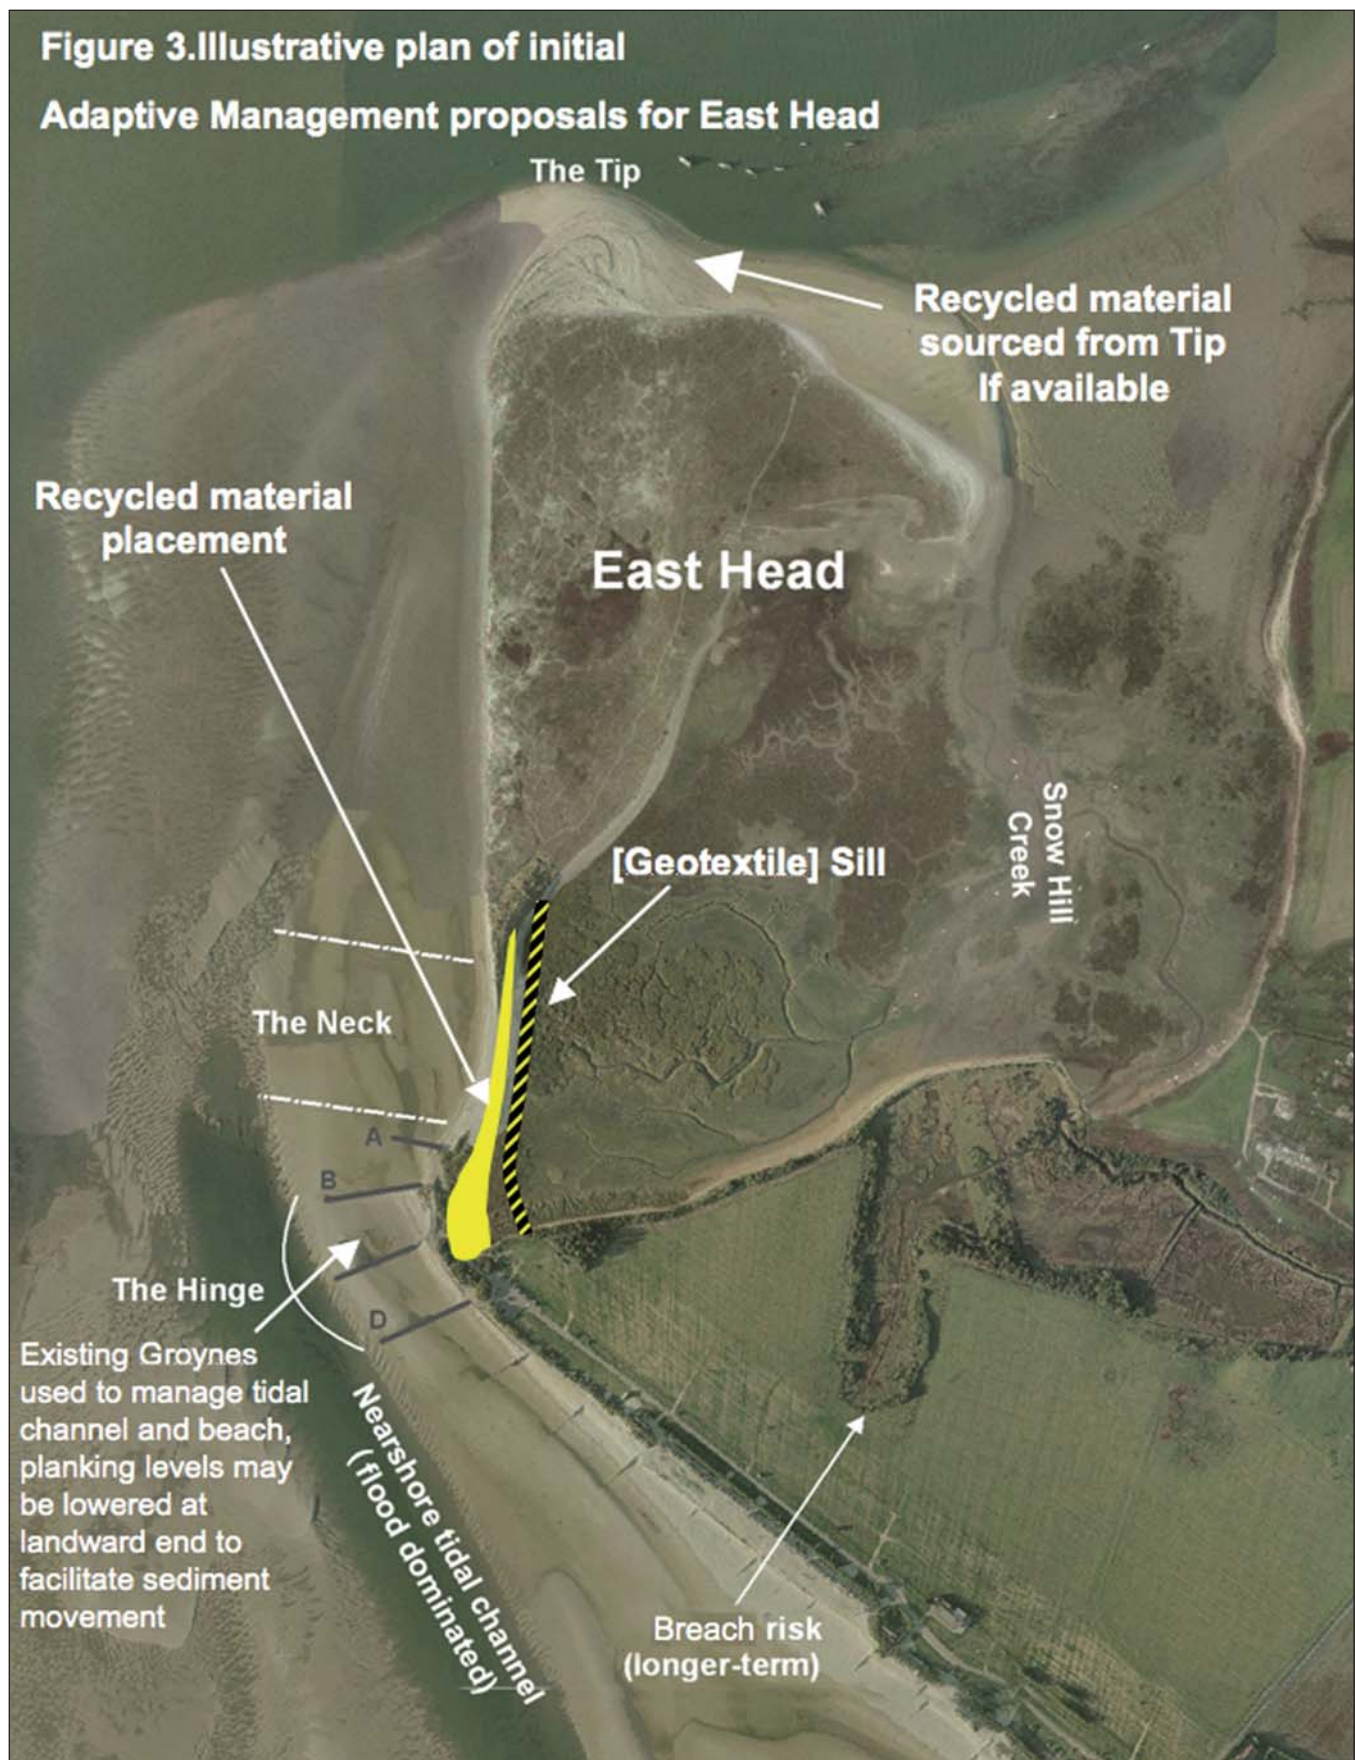 Figure 3.Illustrative plan of initial
Adaptive Management proposals for East Head
The Tip
Recycled material
sourced from Tip
If available
Recycled material
placement
East Head
Snow Hill
Creek
[Geotextile] Sill
The Neck
A
B
D
The Hinge
Existing Groynes
used to manage tidal
channel and beach,
planking levels may
be lowered at
landward end to
facilitate sediment
movement
Nearshore tidal channel
(flood dominated)
Breach risk
(longer-term)